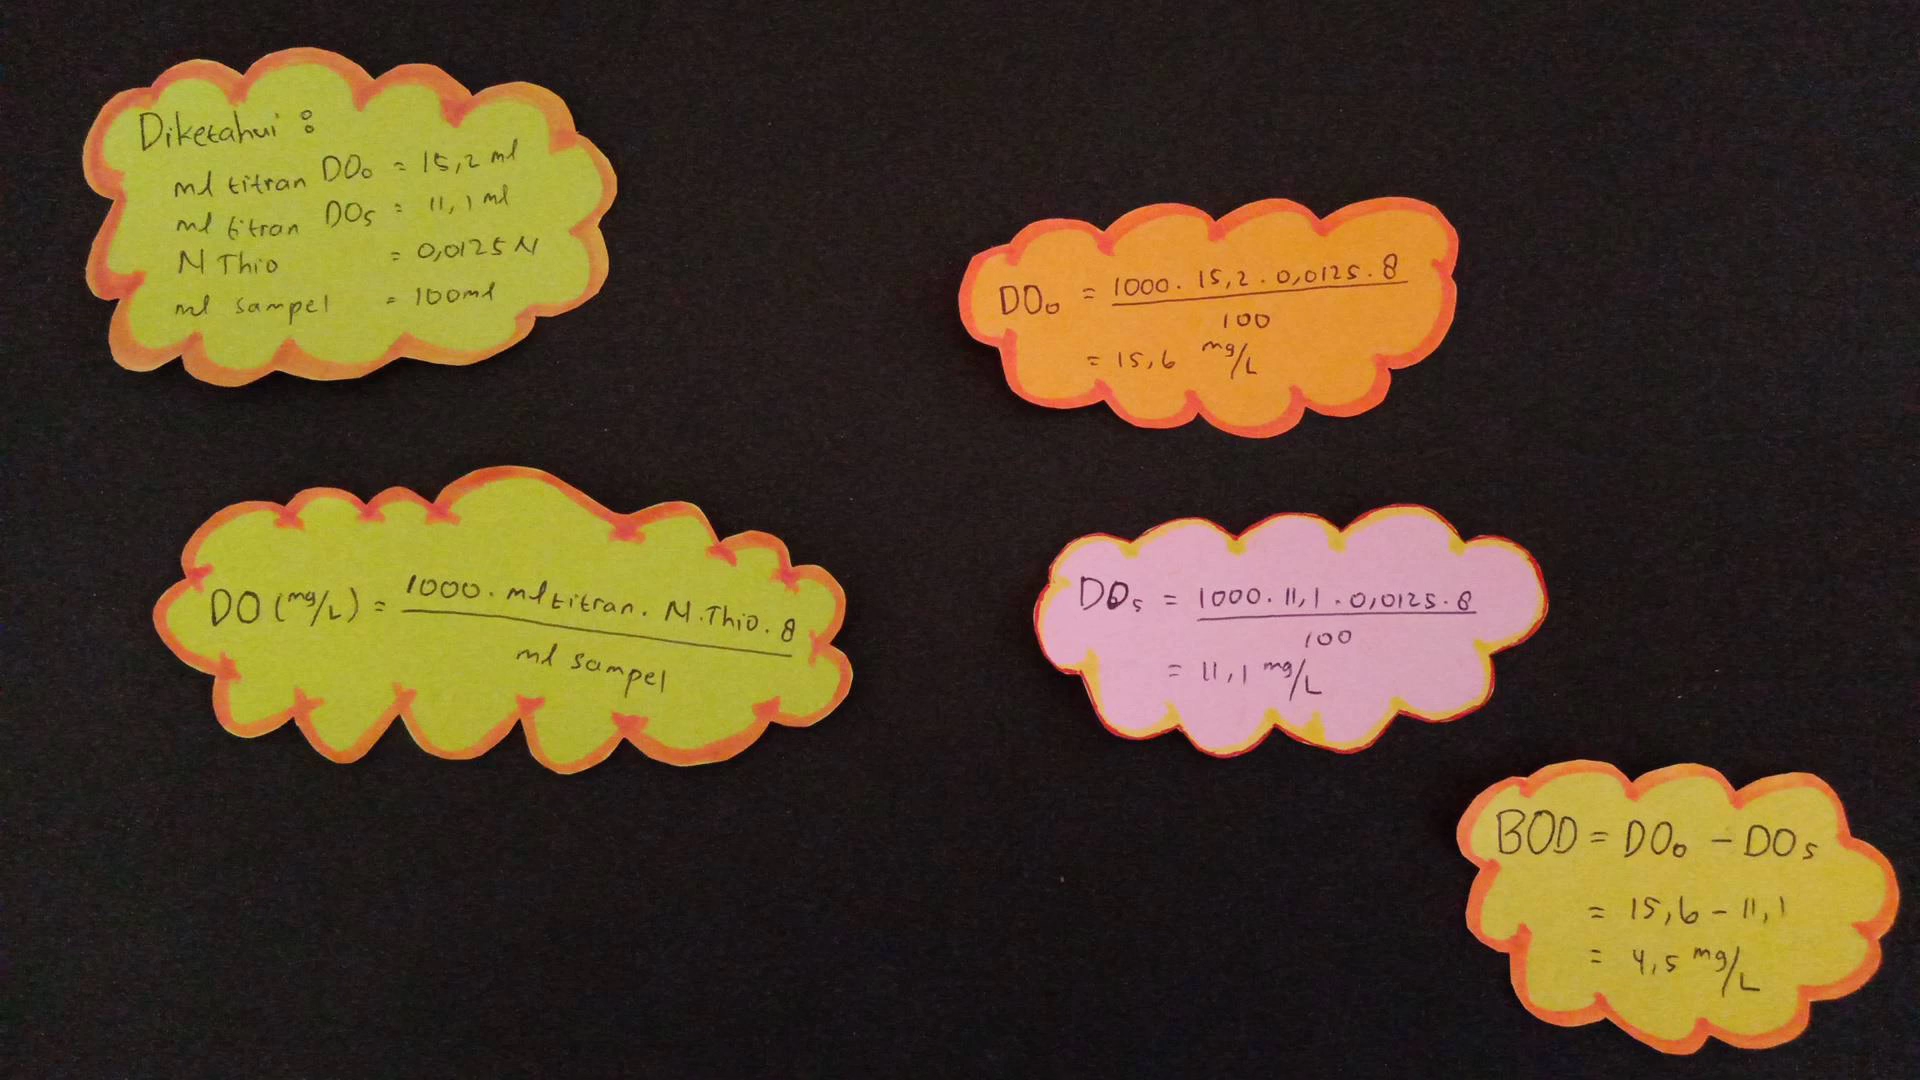 Diketahui :
ml titran DO₀ = 15,2 ml
ml titran DO₅ = 11,1 ml
N Thio = 0,0125 N
ml sampel = 100ml
DO (mg/L) = 1000 . ml titran . N . Thio . 8
ml sampel
DO₀ = 1000 . 15,2 . 0,0125 . 8
100
= 15,6 mg/L
DO₅ = 1000 . 11,1 . 0,0125 . 8
100
= 11,1 mg/L
BOD = DO₀ - DO₅
= 15,6 - 11,1
= 4,5 mg/L